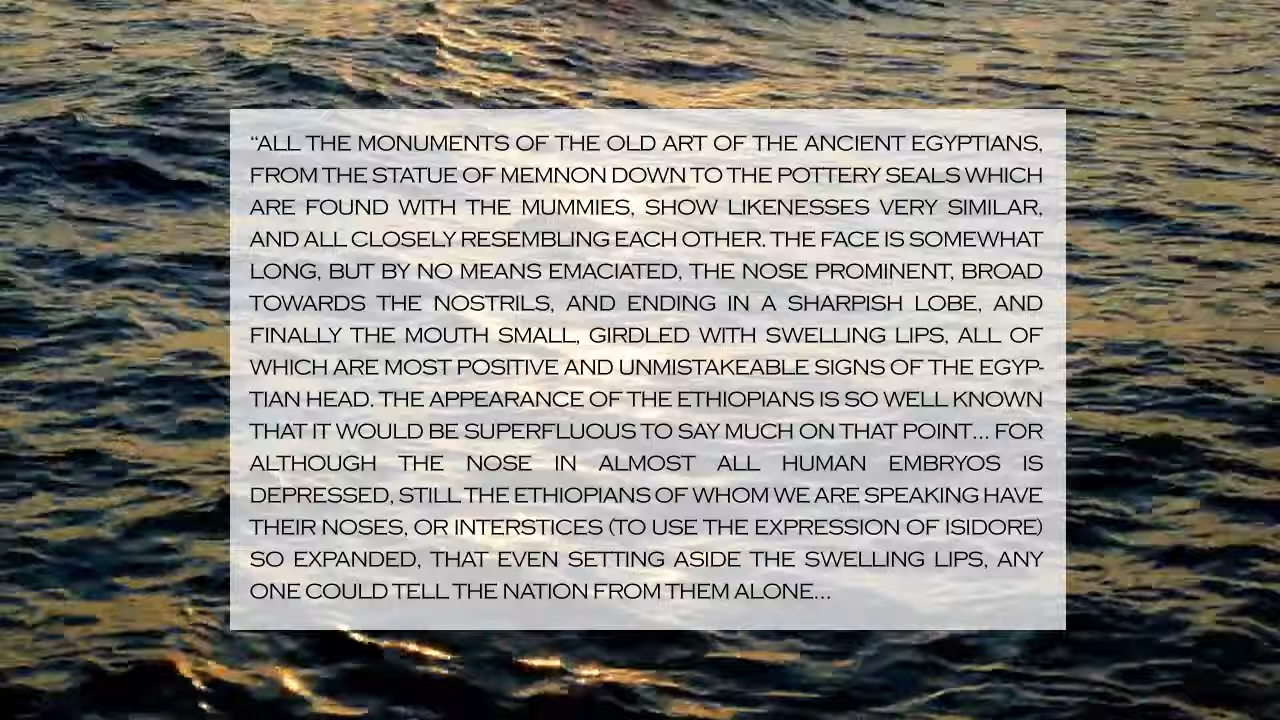 “ALL THE MONUMENTS OF THE OLD ART OF THE ANCIENT EGYPTIANS,
FROM THE STATUE OF MEMNON DOWN TO THE POTTERY SEALS WHICH
ARE FOUND WITH THE MUMMIES, SHOW LIKENESSES VERY SIMILAR,
AND ALL CLOSELY RESEMBLING EACH OTHER. THE FACE IS SOMEWHAT
LONG, BUT BY NO MEANS EMACIATED, THE NOSE PROMINENT, BROAD
TOWARDS THE NOSTRILS, AND ENDING IN A SHARPISH LOBE, AND
FINALLY THE MOUTH SMALL, GIRDLED WITH SWELLING LIPS, ALL OF
WHICH ARE MOST POSITIVE AND UNMISTAKEABLE SIGNS OF THE EGYP-
TIAN HEAD. THE APPEARANCE OF THE ETHIOPIANS IS SO WELL KNOWN
THAT IT WOULD BE SUPERFLUOUS TO SAY MUCH ON THAT POINT... FOR
ALTHOUGH THE NOSE IN ALMOST ALL HUMAN EMBRYOS IS
DEPRESSED, STILL THE ETHIOPIANS OF WHOM WE ARE SPEAKING HAVE
THEIR NOSES, OR INTERSTICES (TO USE THE EXPRESSION OF ISIDORE)
SO EXPANDED, THAT EVEN SETTING ASIDE THE SWELLING LIPS, ANY
ONE COULD TELL THE NATION FROM THEM ALONE...